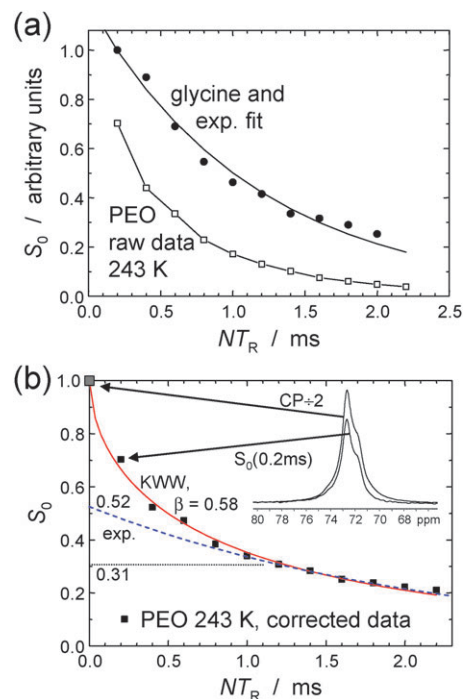 (a)
1.0
0.8
0.6
0.4
0.2
0.0
S₀ / arbitrary units
glycine and
exp. fit
PEO
raw data
243 K
0.0 0.5 1.0 1.5 2.0 2.5
NT_R / ms
(b)
1.0
0.8
0.6
0.4
0.2
0.0
S₀
CP÷2
S₀(0.2ms)
KWW,
β = 0.58
80 78 76 74 72 70 68 ppm
0.52
exp.
0.31
PEO 243 K, corrected data
0.0 0.5 1.0 1.5 2.0
NT_R / ms